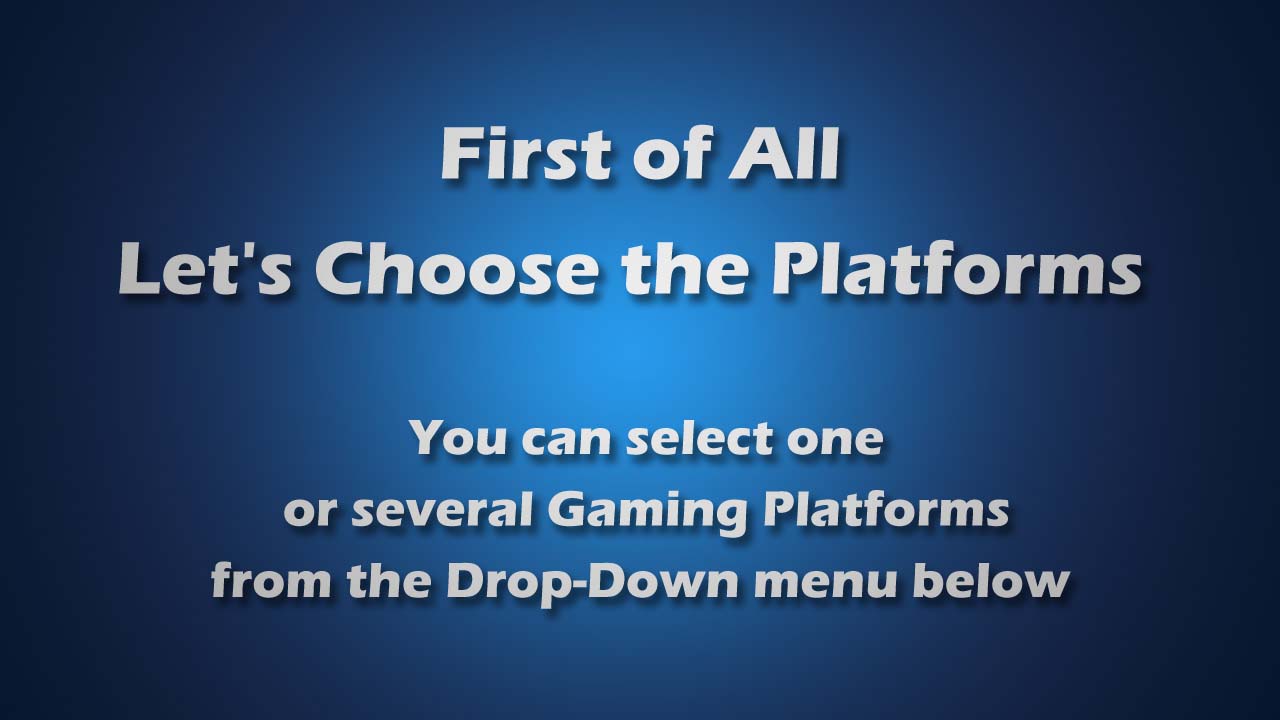 First of All
Let's Choose the Platforms
You can select one
or several Gaming Platforms
from the Drop-Down menu below